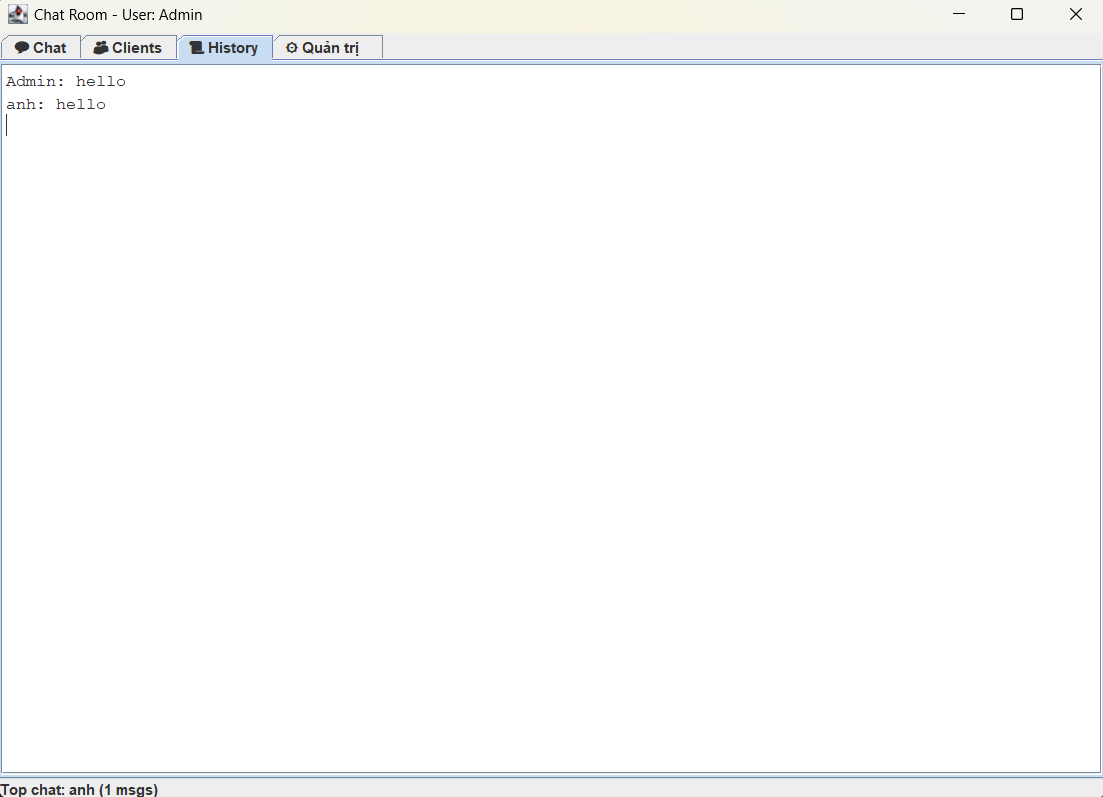 Chat Room - User: Admin
Chat Clients History Quản trị
Admin: hello
anh: hello
Top chat: anh (1 msgs)